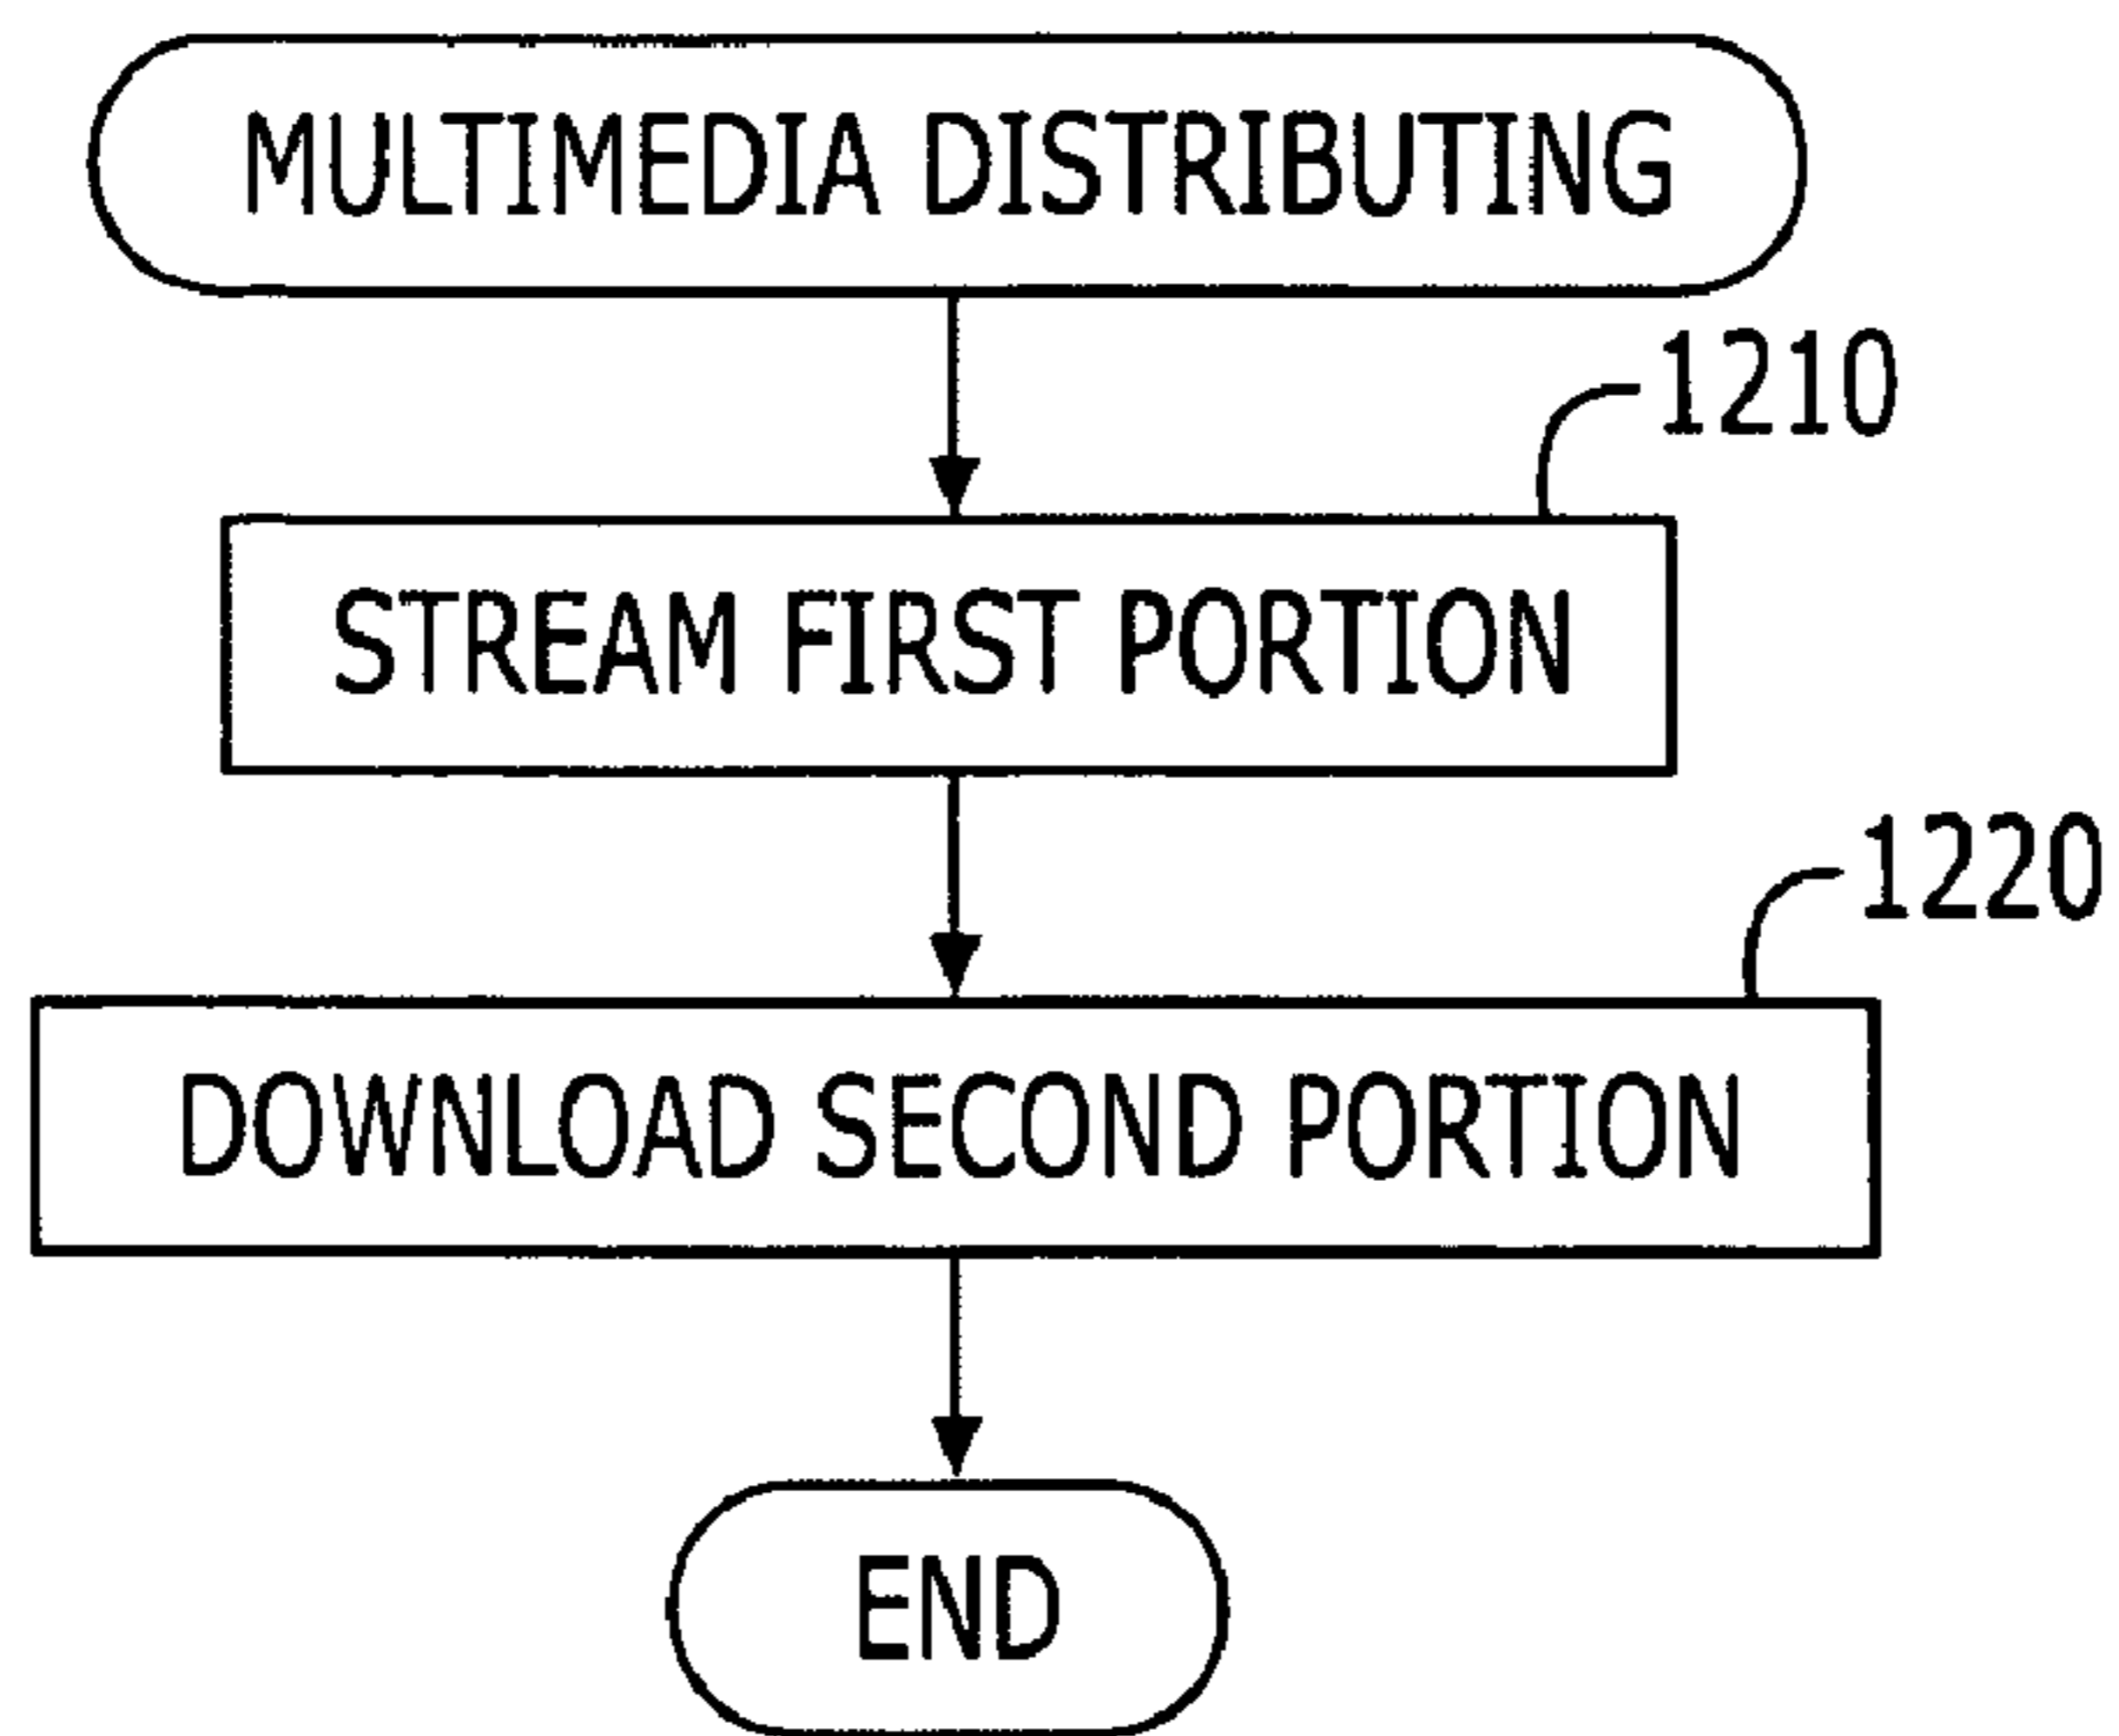 MULTIMEDIA DISTRIBUTING
1210
STREAM FIRST PORTION
1220
DOWNLOAD SECOND PORTION
END